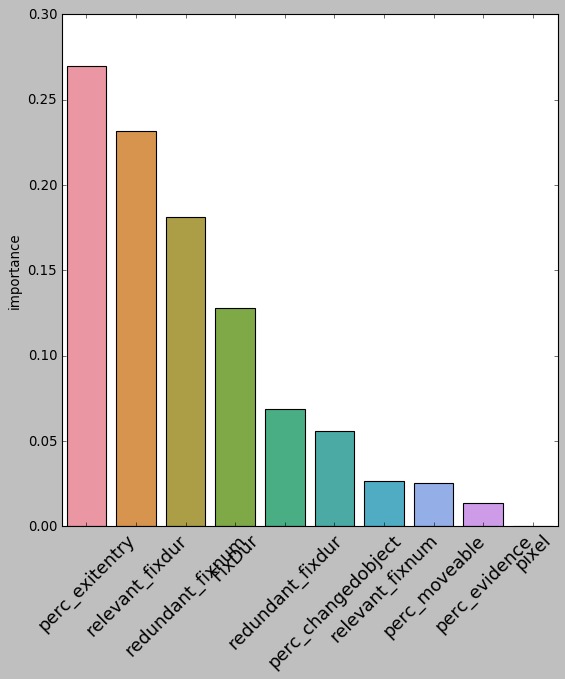 0.30
0.25
0.20
0.15
0.10
0.05
0.00
importance
perc_exitentry
relevant_fixdur
redundant_fixnum
FixDur
redundant_fixdur
perc_changedobject
relevant_fixnum
perc_moveable
perc_evidence
pixel